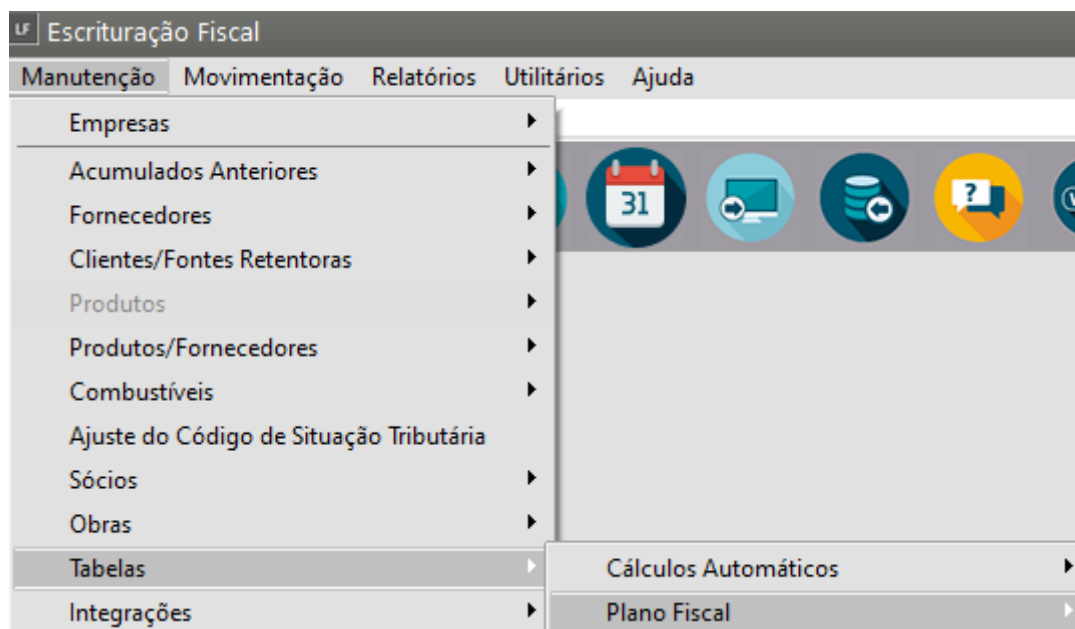 LF Escrituração Fiscal
Manutenção Movimentação Relatórios Utilitários Ajuda
Empresas
Acumulados Anteriores
31
?
Fornecedores
Clientes/Fontes Retentoras
Produtos
Produtos/Fornecedores
Combustíveis
Ajuste do Código de Situação Tributária
Sócios
Obras
Tabelas
Cálculos Automáticos
Integrações
Plano Fiscal